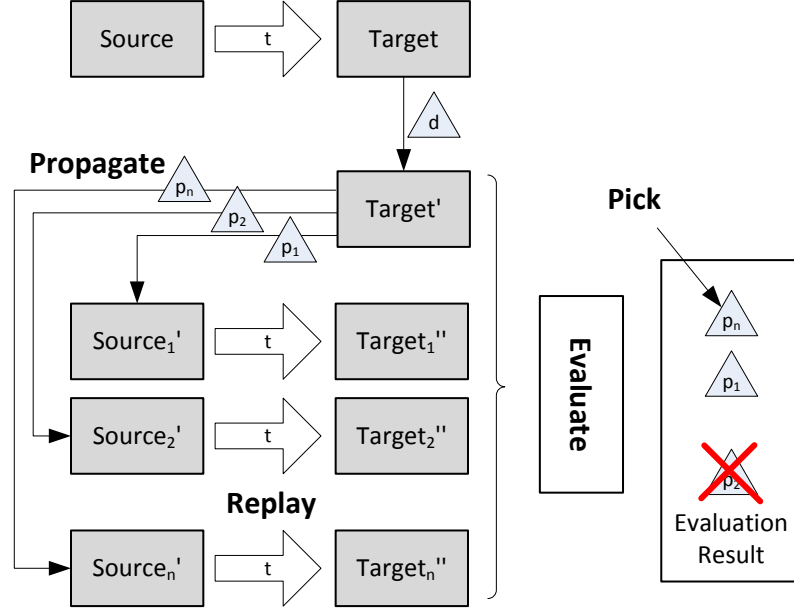 Source
t
Target
d
Propagate
pₙ
p₂
p₁
Target'
Pick
Source₁'
t
Target₁''
Source₂'
t
Target₂''
Replay
Sourceₙ'
t
Targetₙ''
Evaluate
pₙ
p₁
p₂
Evaluation
Result